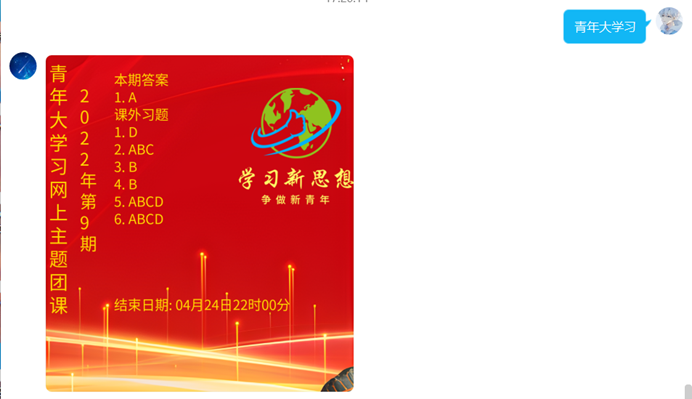 青年大学习
青年大学习网上主题团课
2022年第9期
本期答案
1. A
课外习题
1. D
2. ABC
3. B
4. B
5. ABCD
6. ABCD
学习新思想
争做新青年
结束日期: 04月24日22时00分